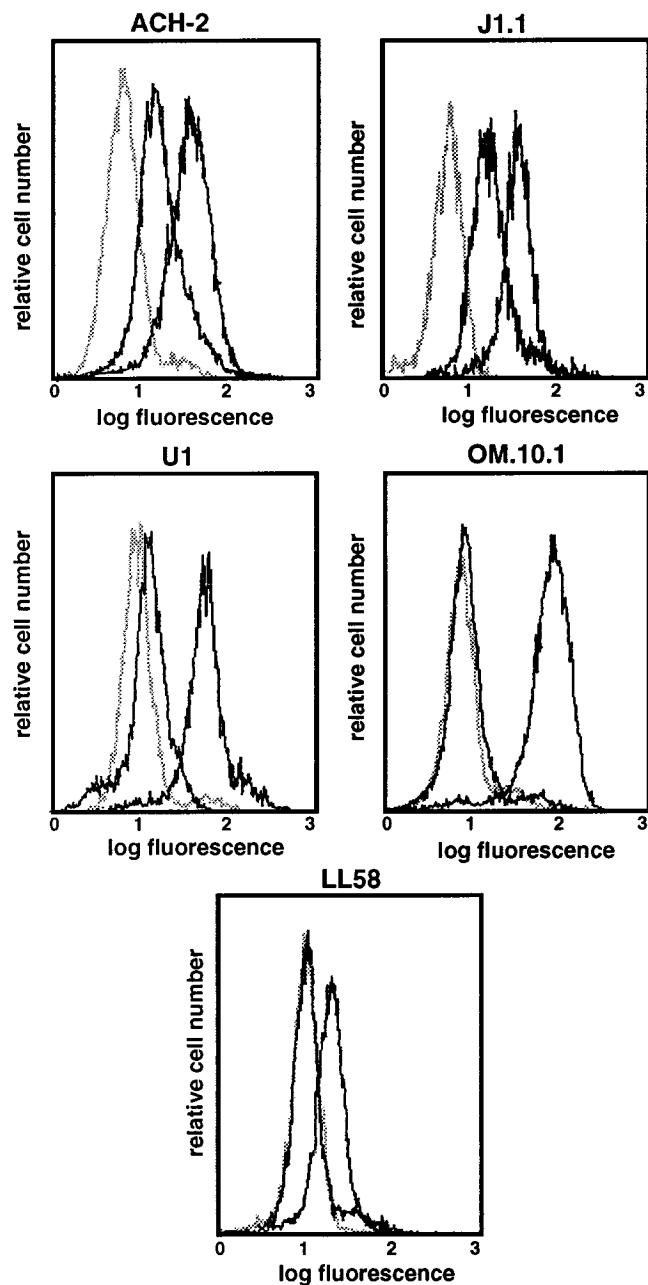 ACH-2
relative cell number
0 1 2 3
log fluorescence
J1.1
relative cell number
0 1 2 3
log fluorescence
U1
relative cell number
0 1 2 3
log fluorescence
OM.10.1
relative cell number
0 1 2 3
log fluorescence
LL58
relative cell number
0 1 2 3
log fluorescence